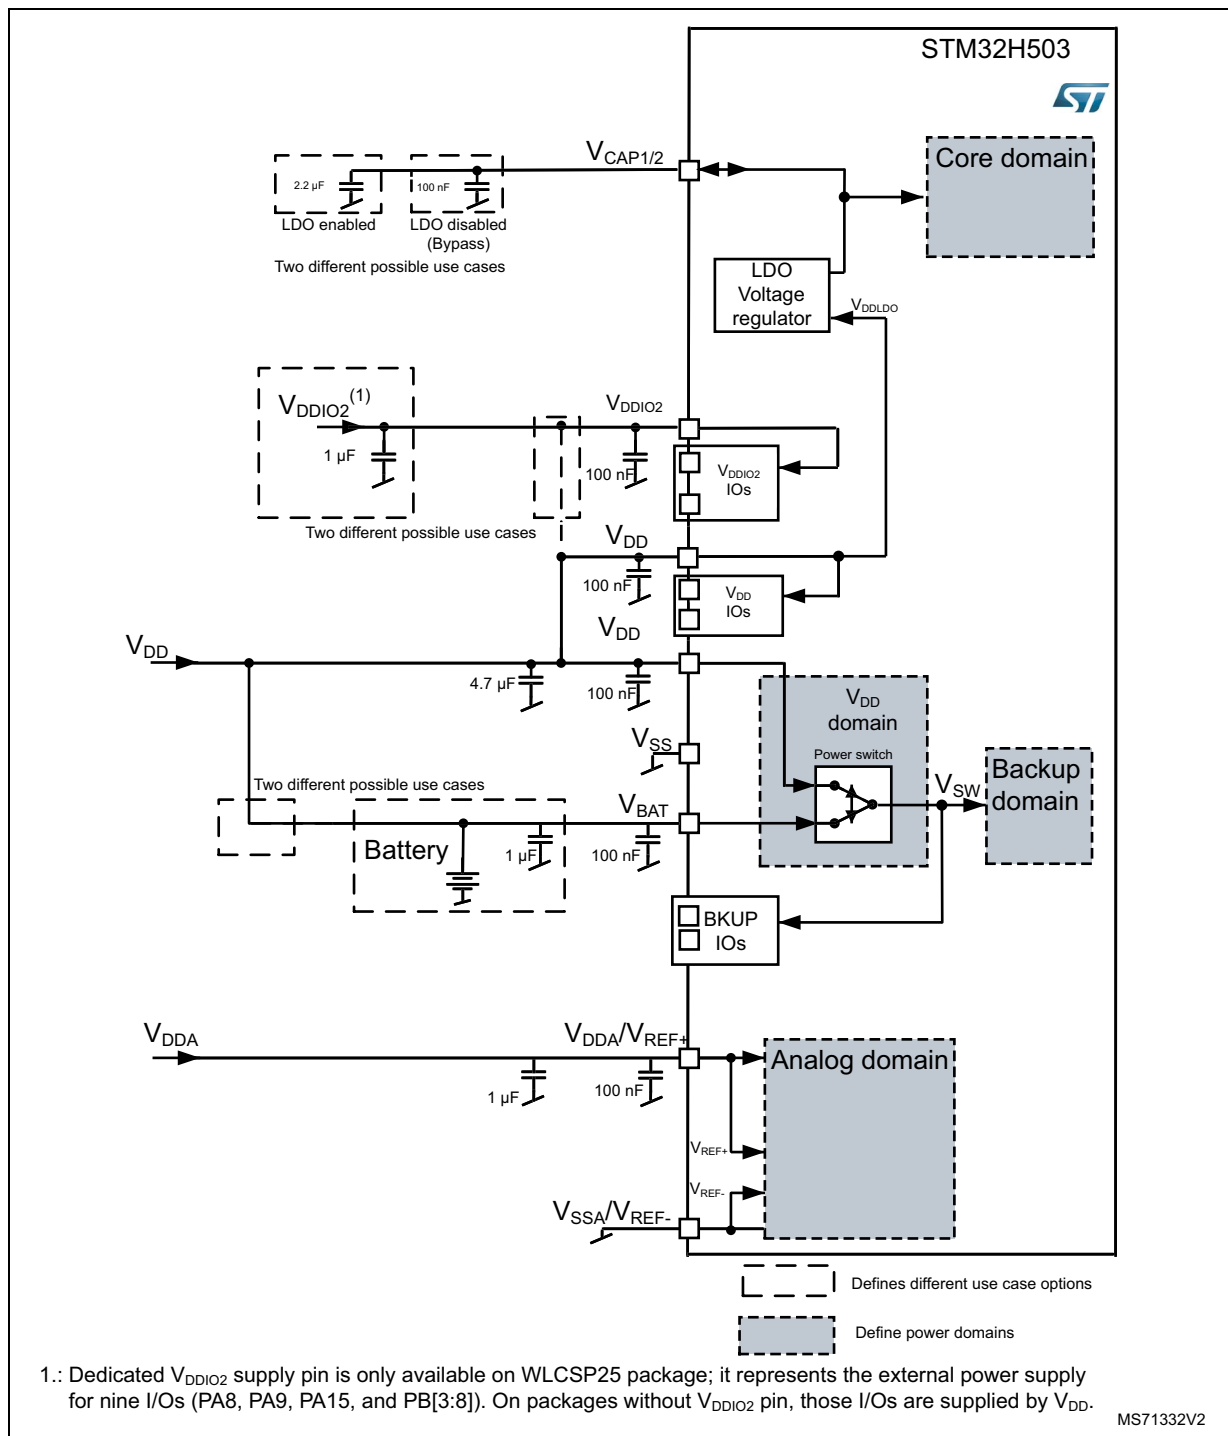 STM32H503
ST
VCAP1/2
Core domain
2.2 µF
100 nF
LDO enabled
LDO disabled
(Bypass)
Two different possible use cases
LDO
Voltage
regulator
VDDLDO
VDDIO2(1)
VDDIO2
1 µF
100 nF
VDDIO2
IOs
Two different possible use cases
VDD
100 nF
VDD
IOs
VDD
VDD
4.7 µF
100 nF
VDD
domain
VSS
Power switch
Backup
domain
VSW
Two different possible use cases
VBAT
Battery
1 µF
100 nF
BKUP
IOs
VDDA
VDDA/VREF+
Analog domain
1 µF
100 nF
VREF+
VREF-
VSSA/VREF-
Defines different use case options
Define power domains
1.: Dedicated VDDIO2 supply pin is only available on WLCSP25 package; it represents the external power supply
for nine I/Os (PA8, PA9, PA15, and PB[3:8]). On packages without VDDIO2 pin, those I/Os are supplied by VDD.
MS71332V2